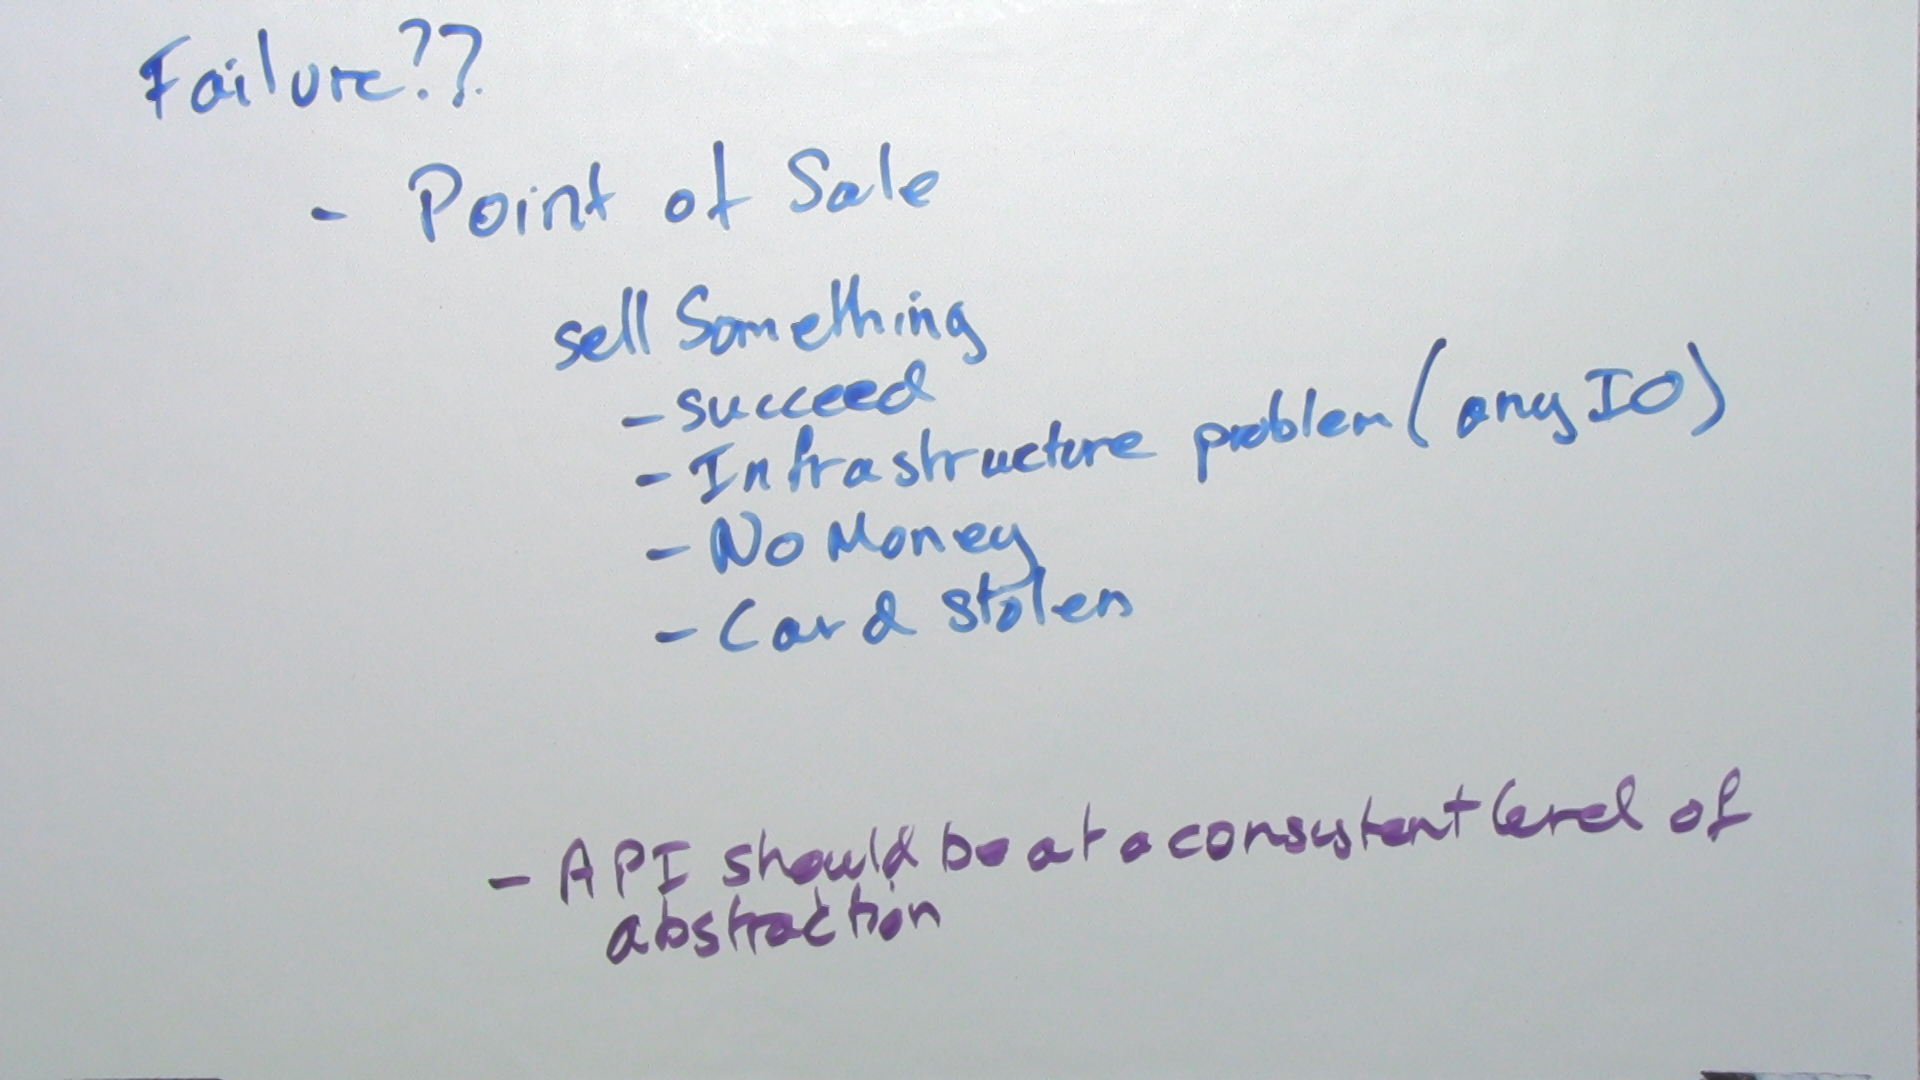 Failure??
- Point of Sale
sell Something
- succeed
- Infrastructure problem (any IO)
- No Money
- Card stolen
- API should be at a consistent level of
abstraction